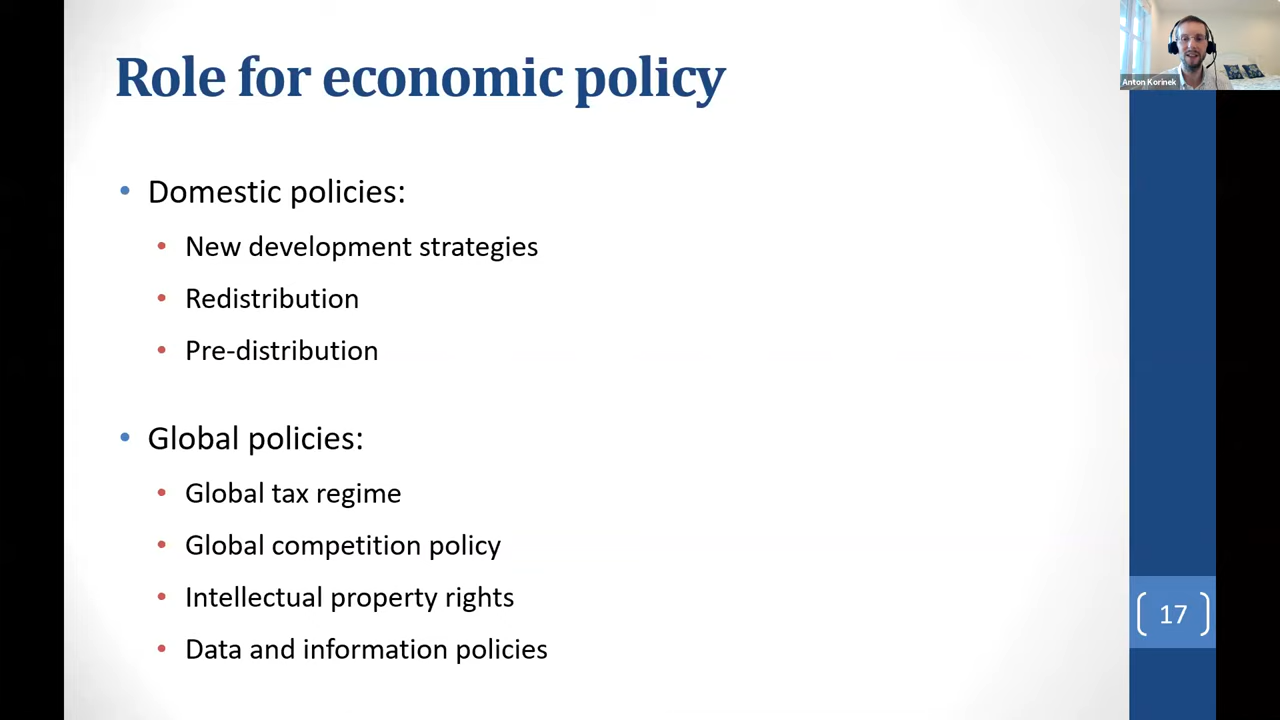 Role for economic policy
Anton Korinek
• Domestic policies:
• New development strategies
• Redistribution
• Pre-distribution
• Global policies:
• Global tax regime
• Global competition policy
• Intellectual property rights
• Data and information policies
17